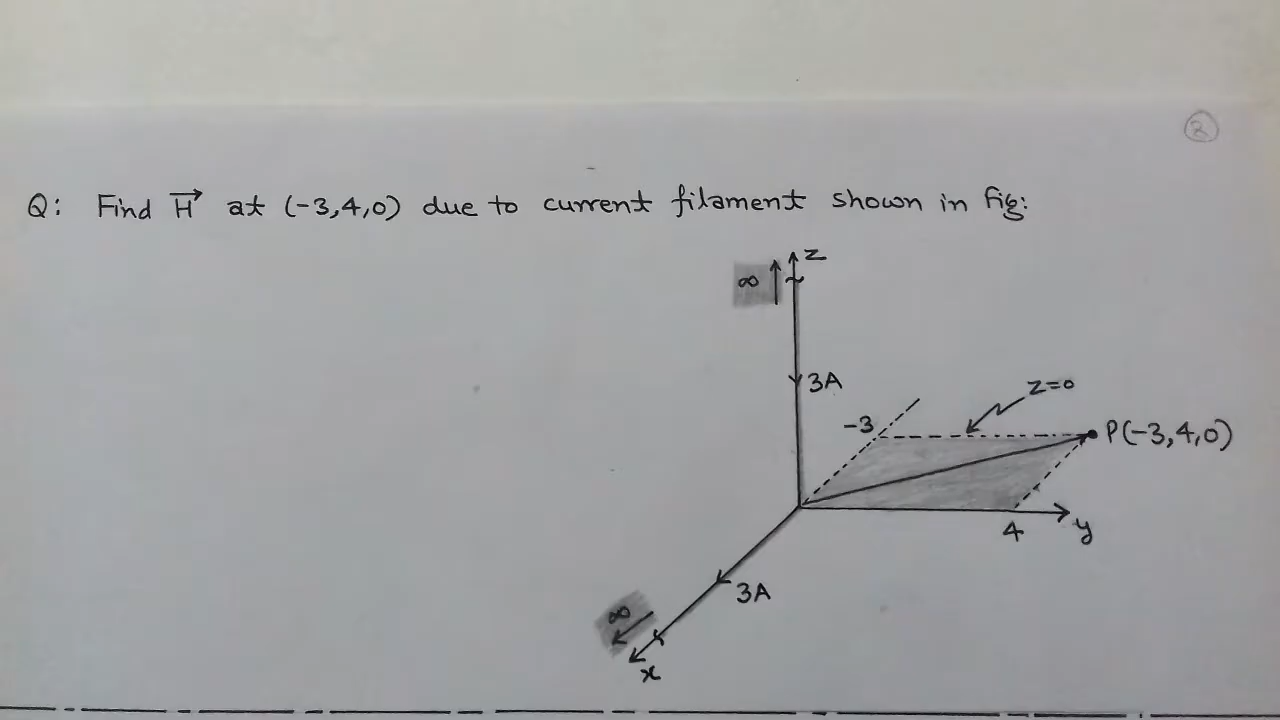 2
Q: Find H⃗ at (-3,4,0) due to current filament shown in fig:
z
∞
3A
z=0
-3
P(-3,4,0)
4
y
3A
∞
x